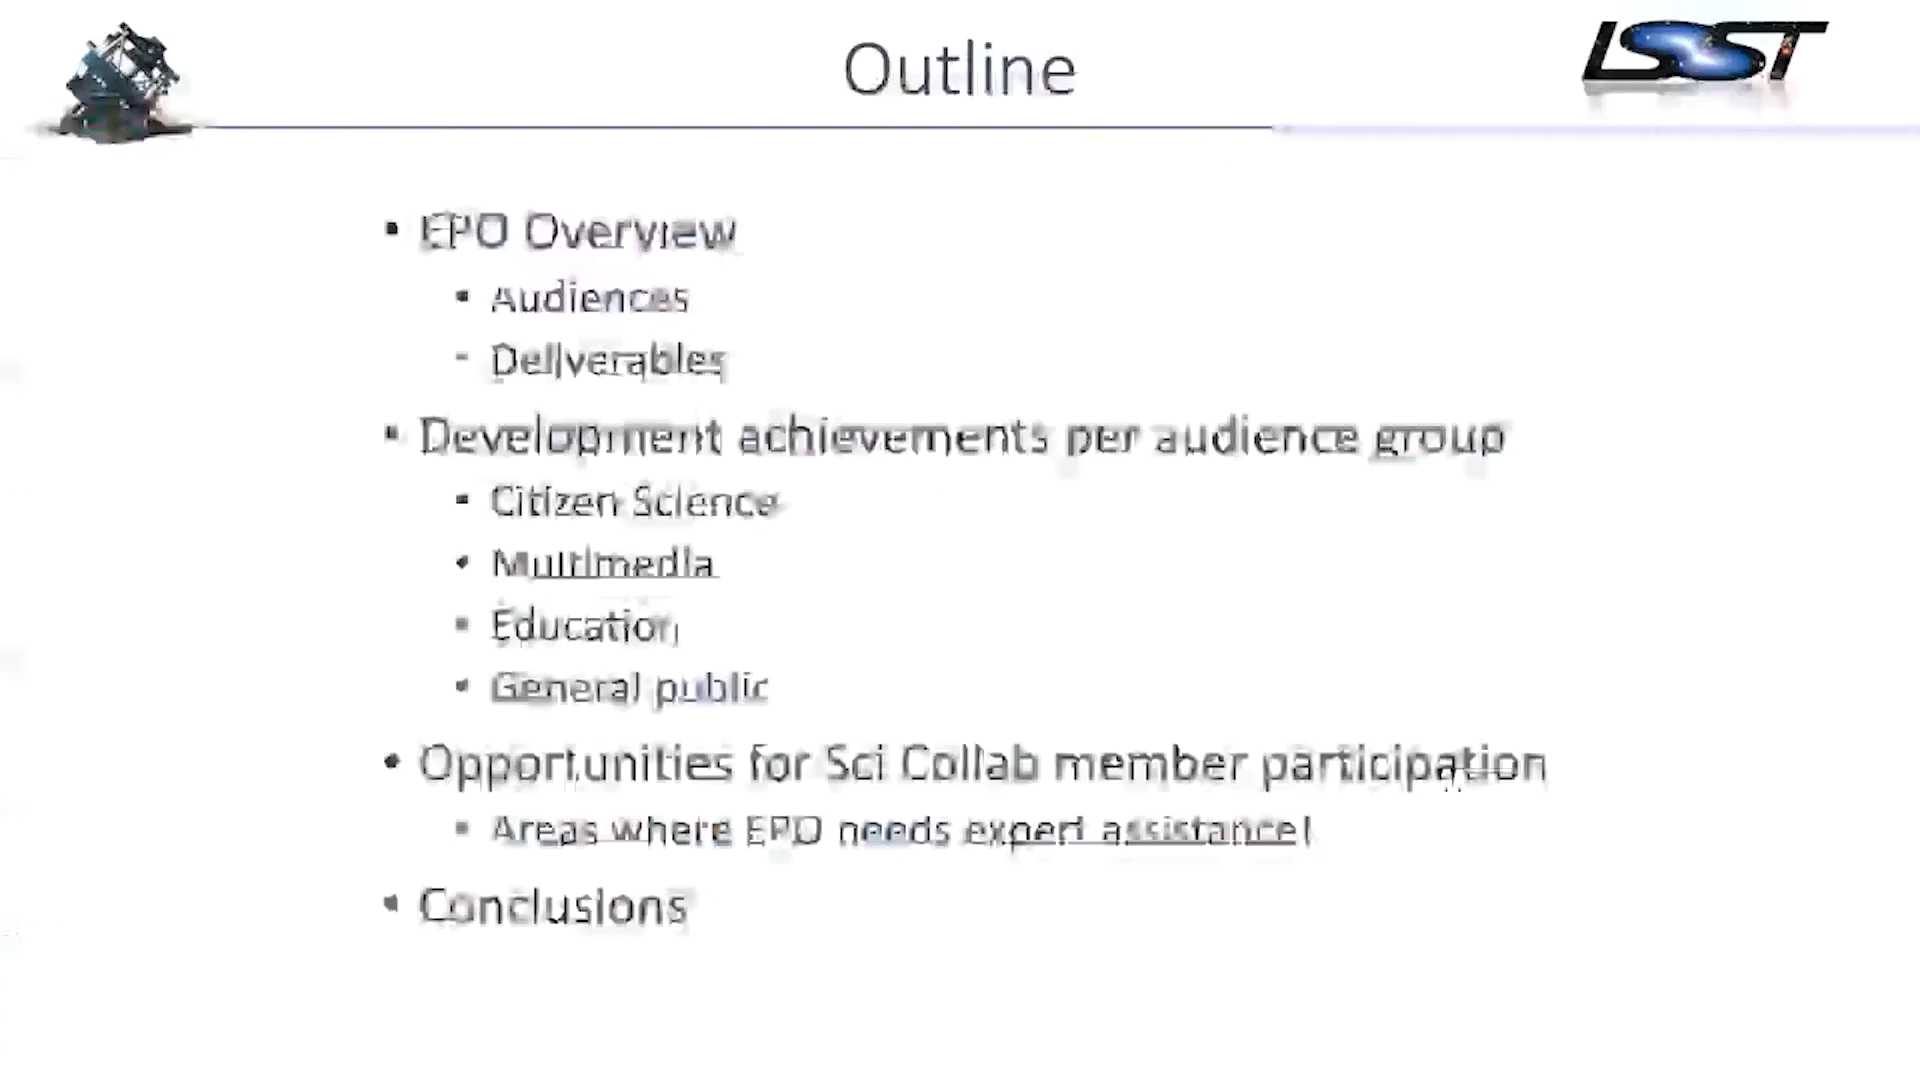 Outline
LSST
• EPO Overview
▪ Audiences
▪ Deliverables
• Development achievements per audience group
▪ Citizen Science
▪ Multimedia
▪ Education
▪ General public
• Opportunities for Sci Collab member participation
▪ Areas where EPO needs expert assistance!
• Conclusions